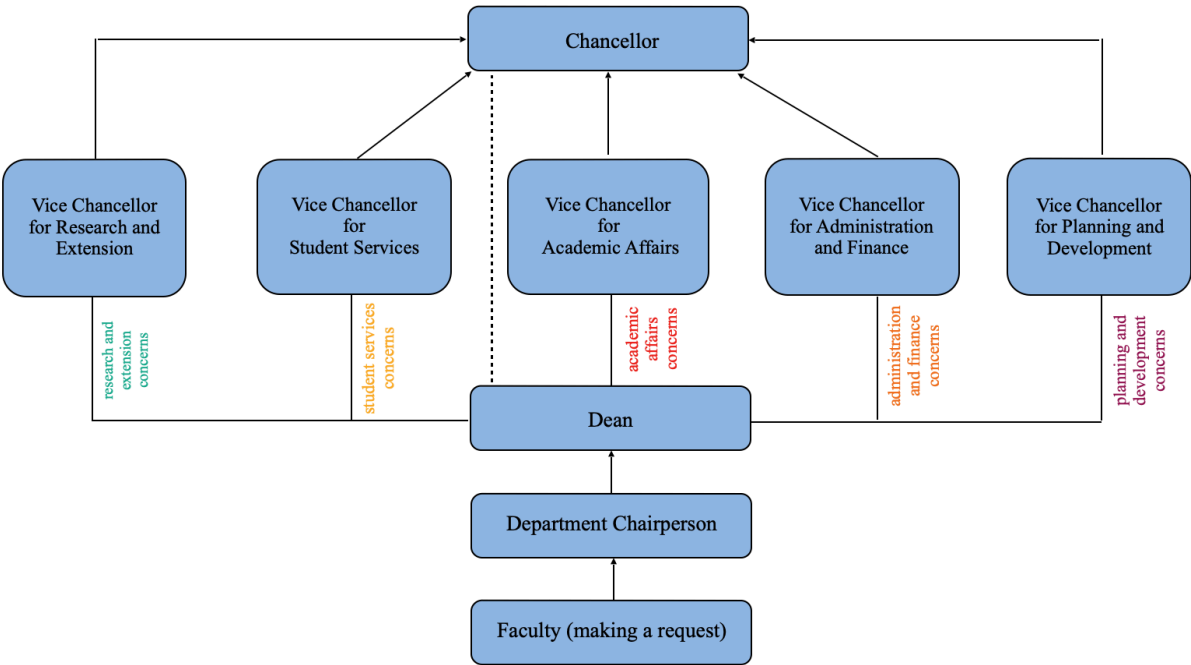 Chancellor
Vice Chancellor
for Research and
Extension
Vice Chancellor
for
Student Services
Vice Chancellor
for
Academic Affairs
Vice Chancellor
for Administration
and Finance
Vice Chancellor
for Planning and
Development
research and
extension
concerns
student services
concerns
academic
affairs
concerns
administration
and finance
concerns
planning and
development
concerns
Dean
Department Chairperson
Faculty (making a request)